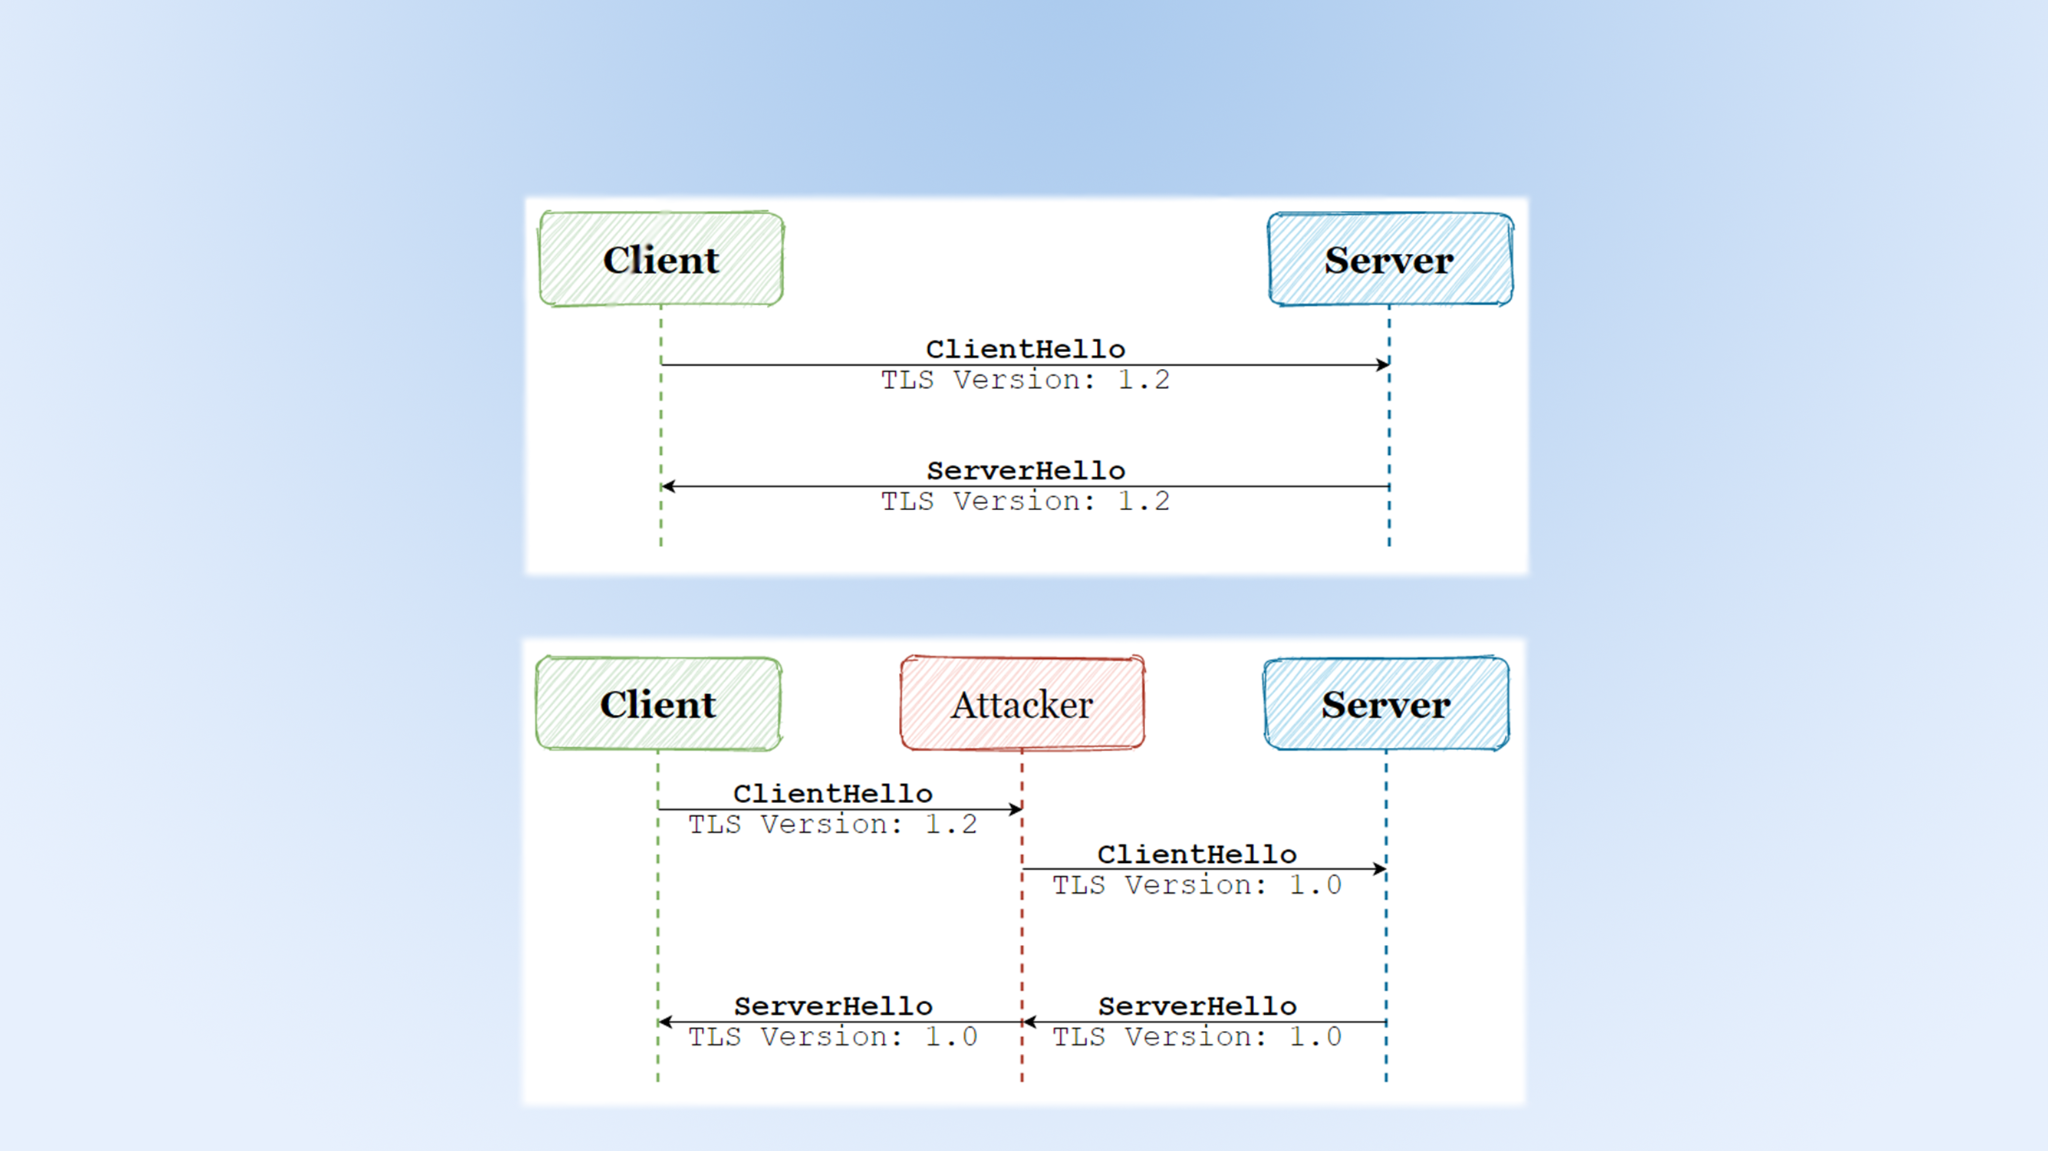 Client
Server
ClientHello
TLS Version: 1.2
ServerHello
TLS Version: 1.2
Client
Attacker
Server
ClientHello
TLS Version: 1.2
ClientHello
TLS Version: 1.0
ServerHello
TLS Version: 1.0
ServerHello
TLS Version: 1.0